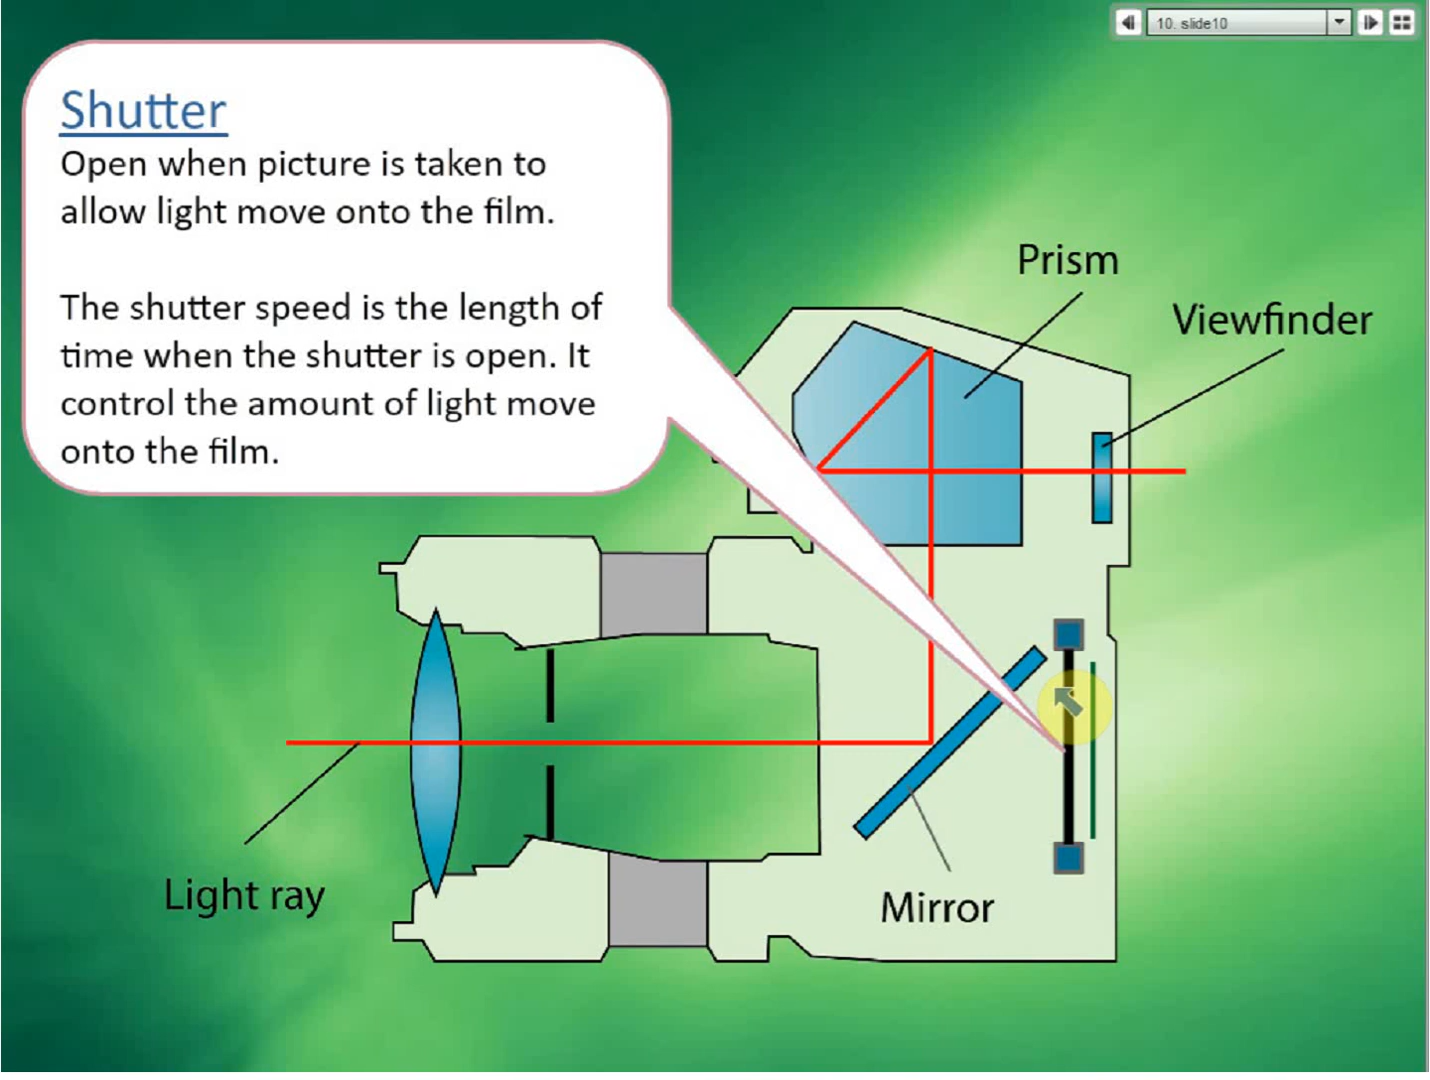 10. slide10
Shutter
Open when picture is taken to
allow light move onto the film.
The shutter speed is the length of
time when the shutter is open. It
control the amount of light move
onto the film.
Prism
Viewfinder
Light ray
Mirror